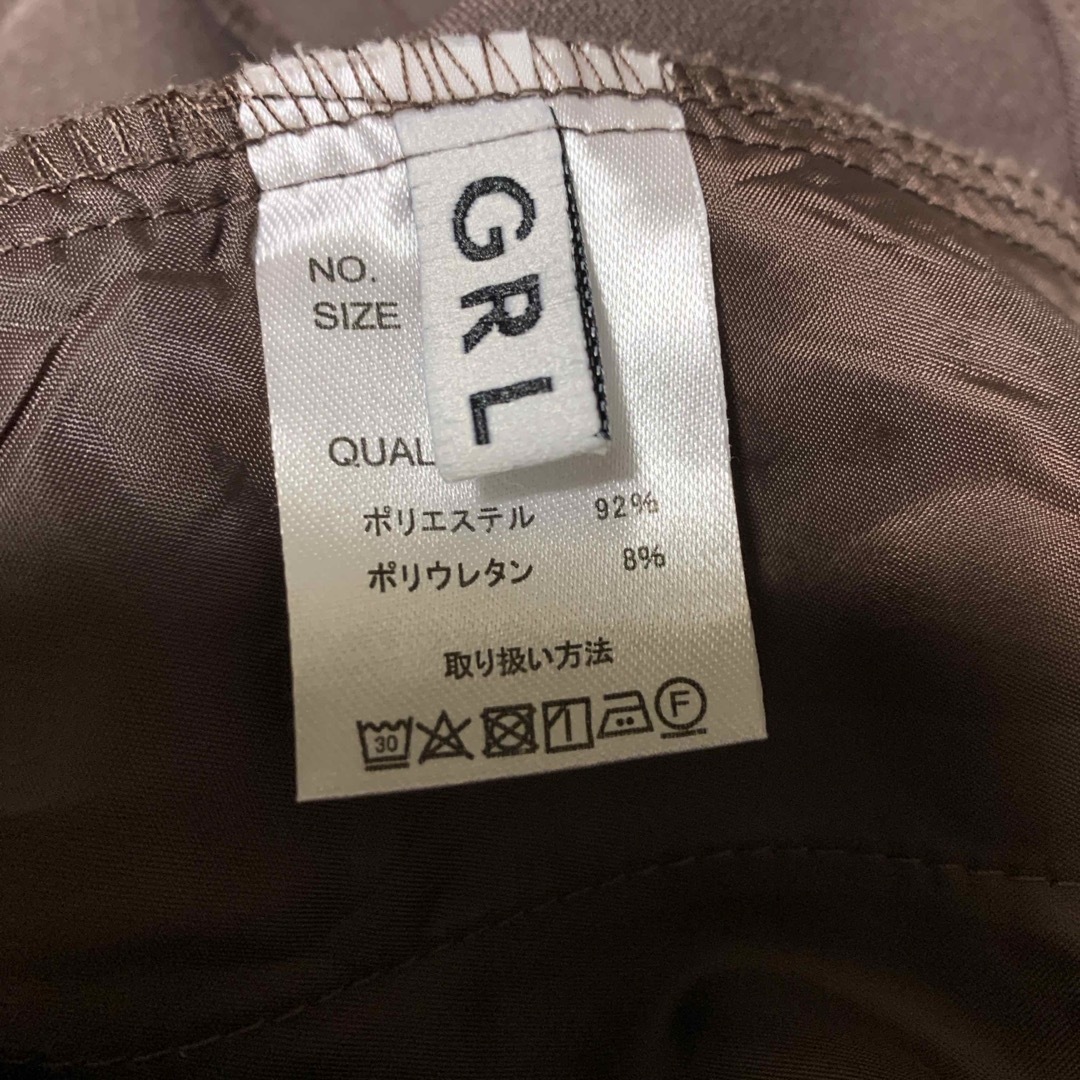 GRL
NO.
SIZE
QUAL
ポリエステル 92%
ポリウレタン 8%
取り扱い方法
30 F